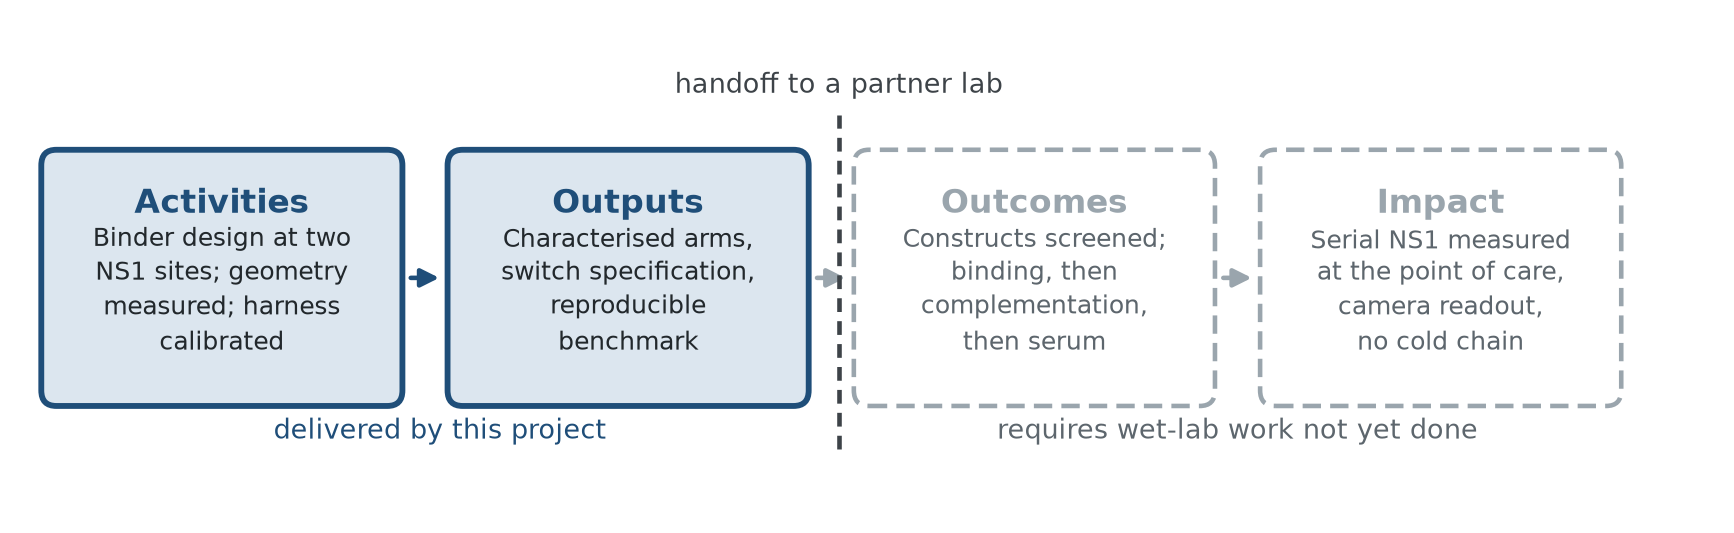 handoff to a partner lab
Activities
Binder design at two
NS1 sites; geometry
measured; harness
calibrated
Outputs
Characterised arms,
switch specification,
reproducible
benchmark
Outcomes
Constructs screened;
binding, then
complementation,
then serum
Impact
Serial NS1 measured
at the point of care,
camera readout,
no cold chain
delivered by this project
requires wet-lab work not yet done